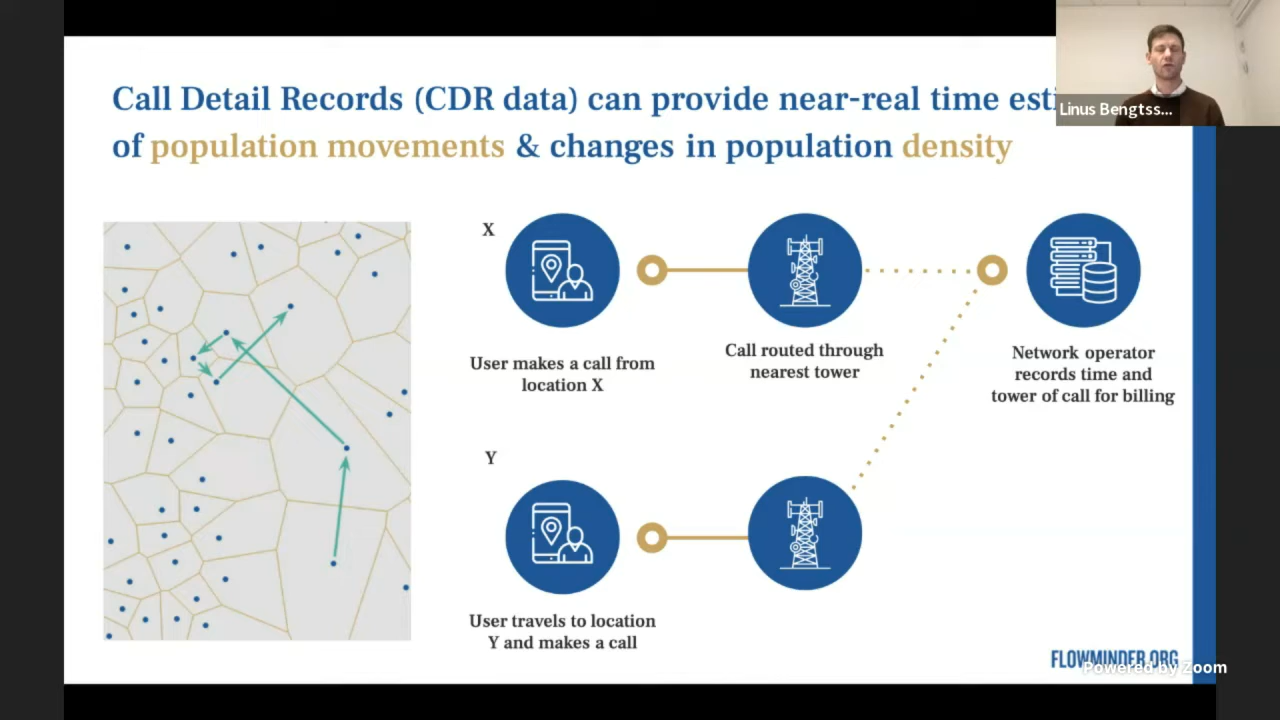 Call Detail Records (CDR data) can provide near-real time esti
of population movements & changes in population density
Linus Bengtss...
X
User makes a call from
location X
Call routed through
nearest tower
Network operator
records time and
tower of call for billing
Y
User travels to location
Y and makes a call
FLOWMINDER.ORG
Powered by Zoom